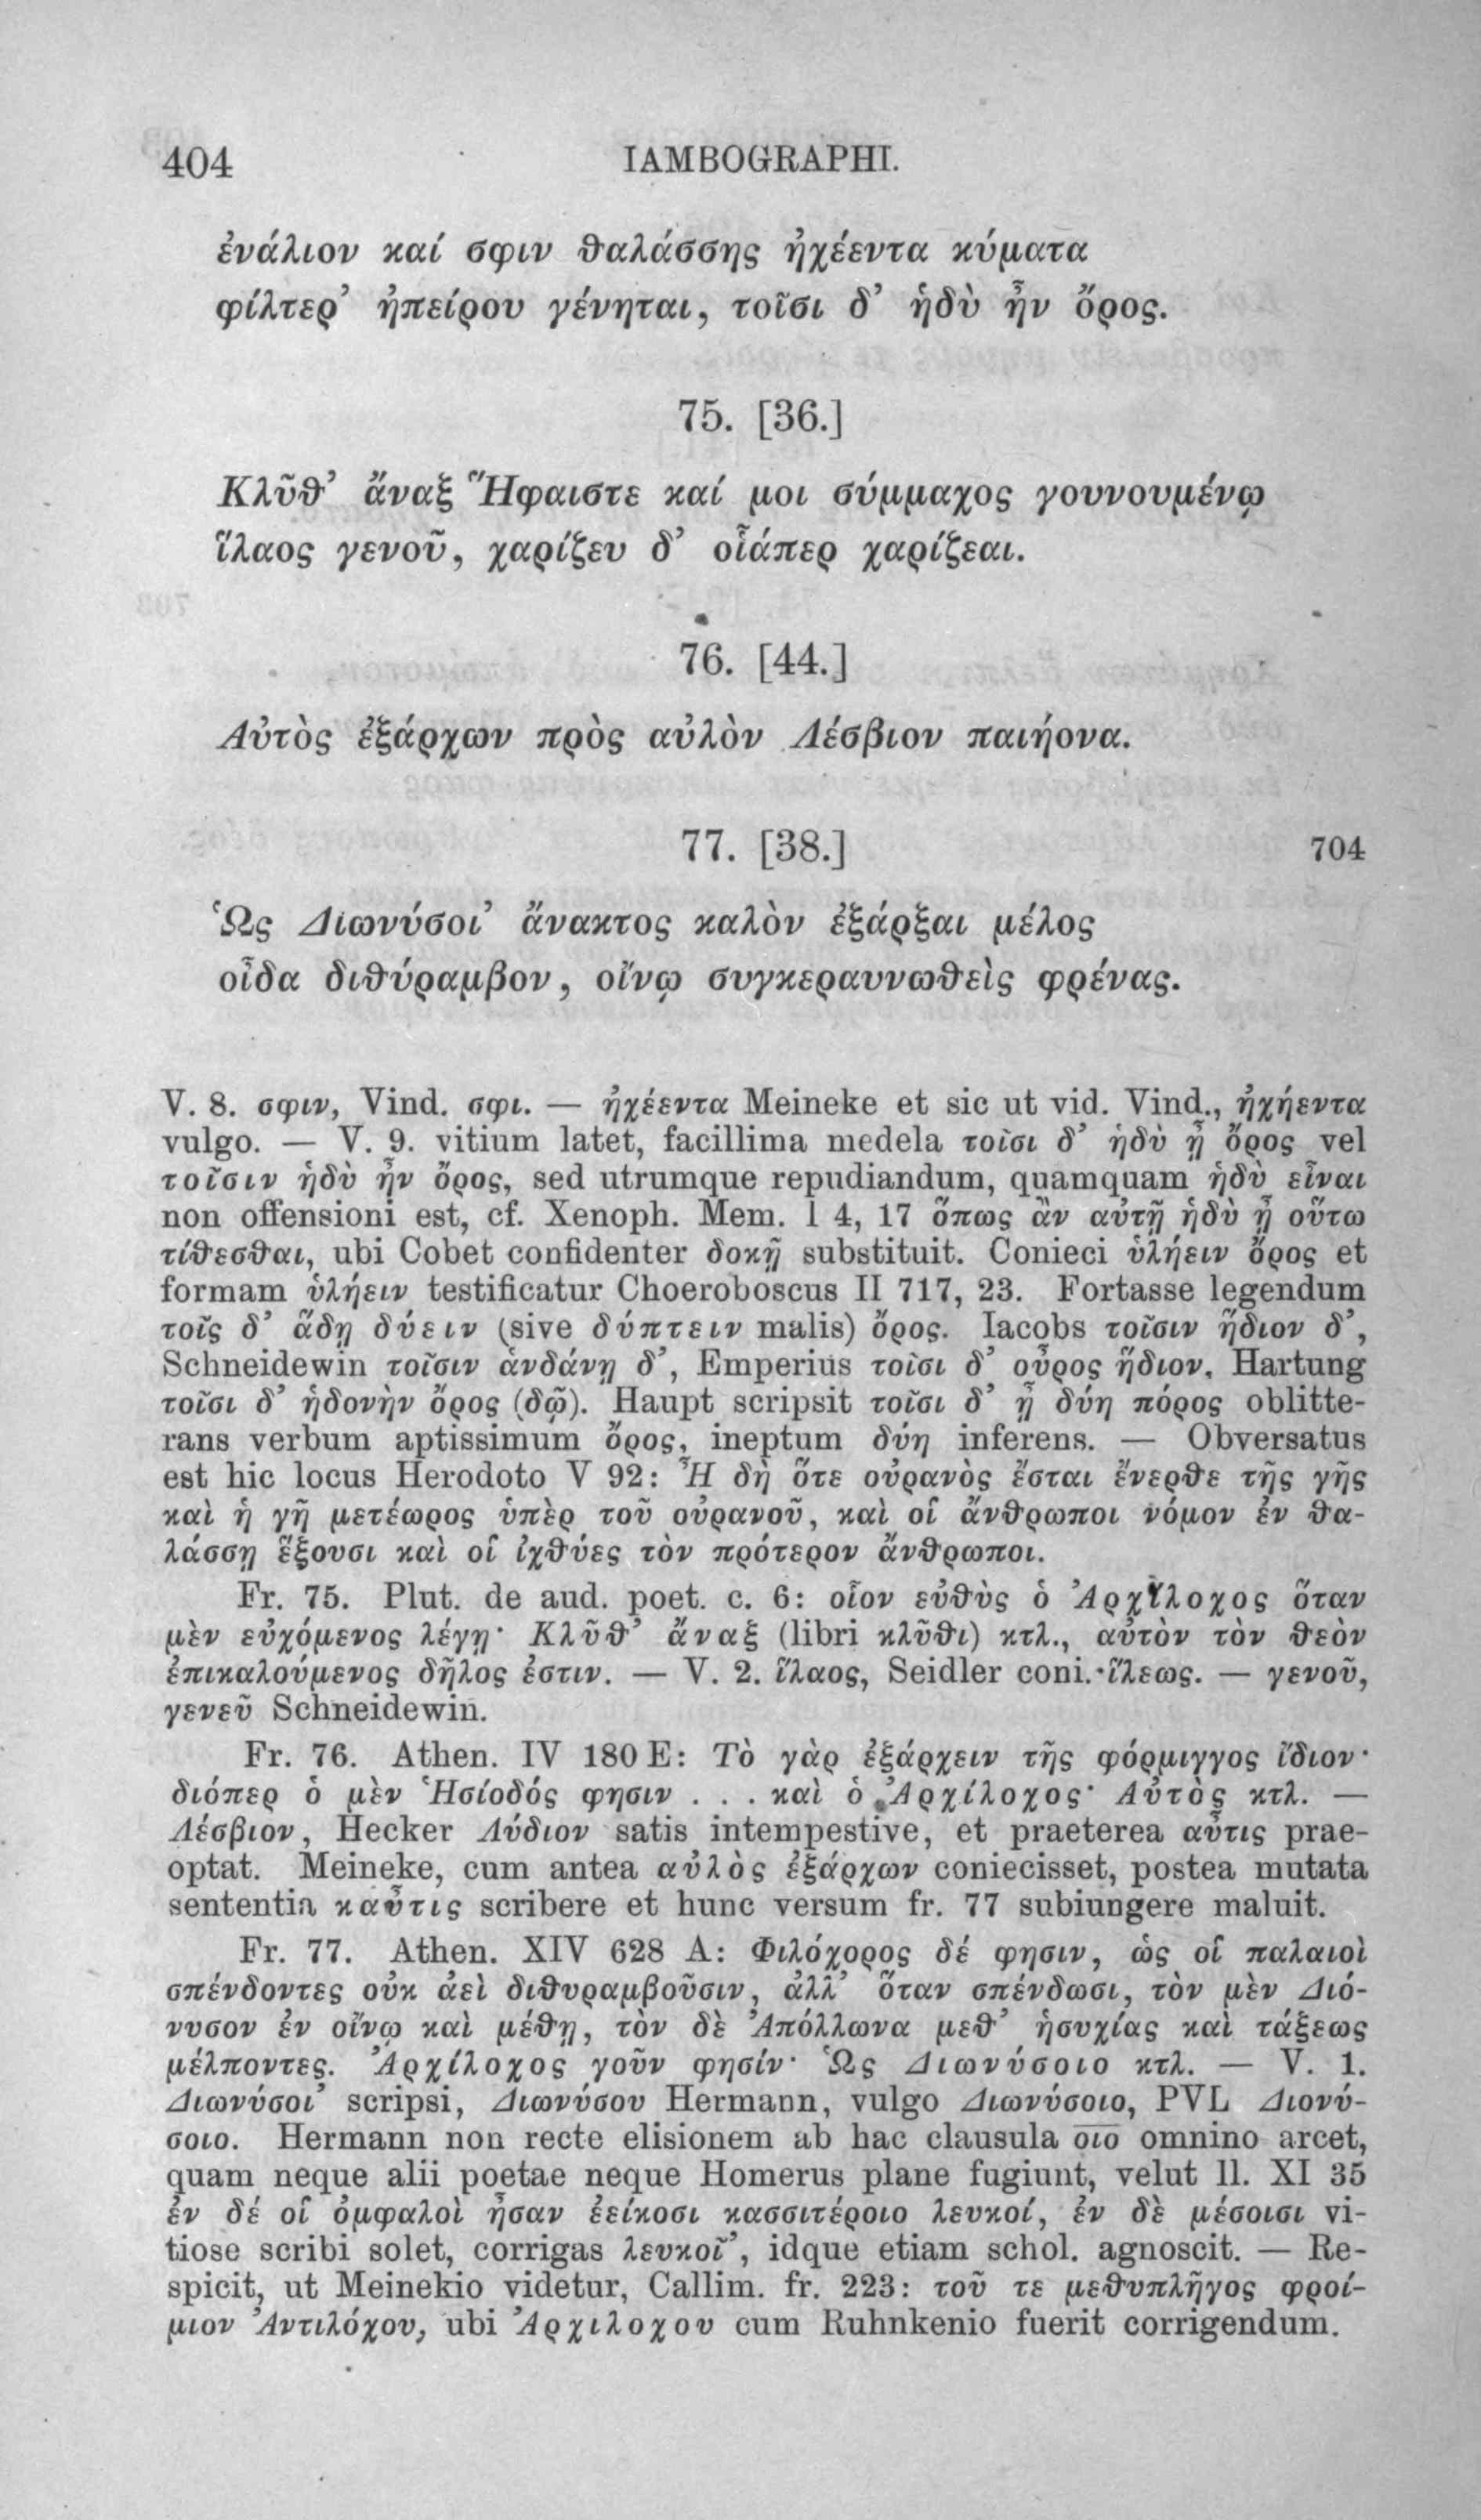 404
IAMBOGRAPHI.
ἐνάλιον καί σφιν θαλάσσης ἠχέεντα κύματα
φίλτερ’ ἠπείρου γένηται, τοῖσι δ’ ἡδὺ ἦν ὄρος.
75. [36.]
Κλῦθ’ ἄναξ Ἥφαιστε καί μοι σύμμαχος γουνουμένῳ
ἵλαος γενοῦ, χαρίζευ δ’ οἷάπερ χαρίζεαι.
76. [44.]
Αὐτὸς ἐξάρχων πρὸς αὐλὸν Λέσβιον παιήονα.
77. [38.] 704
Ὡς Διωνύσοι’ ἄνακτος καλὸν ἐξάρξαι μέλος
οἶδα διθύραμβον, οἴνῳ συγκεραυνωθεὶς φρένας.
V. 8. σφιν, Vind. σφι. — ἠχέεντα Meineke et sic ut vid. Vind., ἠχήεντα
vulgo. — V. 9. vitium latet, facillima medela τοῖσι δ’ ἡδὺ ᾖ ὄρος vel
τοῖσιν ἡδὺ ἦν ὄρος, sed utrumque repudiandum, quamquam ἡδὺ εἶναι
non offensioni est, cf. Xenoph. Mem. I 4, 17 ὅπως ἂν αὐτῇ ἡδὺ ᾖ οὕτω
τίθεσθαι, ubi Cobet confidenter δοκῇ substituit. Conieci ὑλήειν ὄρος et
formam ὑλήειν testificatur Choeroboscus II 717, 23. Fortasse legendum
τοῖς δ’ ἅδῃ δύειν (sive δύπτειν malis) ὄρος. Iacobs τοῖσιν ἥδιον δ’,
Schneidewin τοῖσιν ἁνδάνῃ δ’, Emperius τοῖσι δ’ οὖρος ἥδιον, Hartung
τοῖσι δ’ ἡδονὴν ὄρος (δῷ). Haupt scripsit τοῖσι δ’ ᾖ δύη πόρος oblitte-
rans verbum aptissimum ὄρος, ineptum δύη inferens. — Obversatus
est hic locus Herodoto V 92: Ἦ δὴ ὅτε οὐρανὸς ἔσται ἔνερθε τῆς γῆς
καὶ ἡ γῆ μετέωρος ὑπὲρ τοῦ οὐρανοῦ, καὶ οἱ ἄνθρωποι νόμον ἐν θα-
λάσσῃ ἕξουσι καὶ οἱ ἰχθύες τὸν πρότερον ἄνθρωποι.
Fr. 75. Plut. de aud. poet. c. 6: οἷον εὐθὺς ὁ Ἀρχίλοχος ὅταν
μὲν εὐχόμενος λέγῃ· Κλῦθ’ ἄναξ (libri κλῦθι) κτλ., αὐτὸν τὸν θεὸν
ἐπικαλούμενος δῆλος ἐστιν. — V. 2. ἵλαος, Seidler coni. ἵλεως. — γενοῦ,
γενεῦ Schneidewin.
Fr. 76. Athen. IV 180 E: Τὸ γὰρ ἐξάρχειν τῆς φόρμιγγος ἴδιον·
διόπερ ὁ μὲν Ἡσίοδός φησιν . . . καὶ ὁ Ἀρχίλοχος· Αὐτὸς κτλ. —
Λέσβιον, Hecker Λύδιον satis intempestive, et praeterea αὖτις prae-
optat. Meineke, cum antea αὐλὸς ἐξάρχων coniecisset, postea mutata
sententia καὖτις scribere et hunc versum fr. 77 subiungere maluit.
Fr. 77. Athen. XIV 628 A: Φιλόχορος δέ φησιν, ὡς οἱ παλαιοὶ
σπένδοντες οὐκ ἀεὶ διθυραμβοῦσιν, ἀλλ’ ὅταν σπένδωσι, τὸν μὲν Διό-
νυσον ἐν οἴνῳ καὶ μέθῃ, τὸν δὲ Ἀπόλλωνα μεθ’ ἡσυχίας καὶ τάξεως
μέλποντες. Ἀρχίλοχος γοῦν φησίν· Ὡς Διωνύσοιο κτλ. — V. 1.
Διωνύσοι’ scripsi, Διωνύσου Hermann, vulgo Διωνύσοιο, PVL Διονύ-
σοιο. Hermann non recte elisionem ab hac clausula οιο omnino arcet,
quam neque alii poetae neque Homerus plane fugiunt, velut Il. XI 35
ἐν δέ οἱ ὀμφαλοὶ ἦσαν ἐείκοσι κασσιτέροιο λευκοί, ἐν δὲ μέσοισι vi-
tiose scribi solet, corrigas λευκοῖ’, idque etiam schol. agnoscit. — Re-
spicit, ut Meinekio videtur, Callim. fr. 223: τοῦ τε μεθυπλῆγος φροί-
μιον Ἀντιλόχου, ubi Ἀρχιλοχου cum Ruhnkenio fuerit corrigendum.